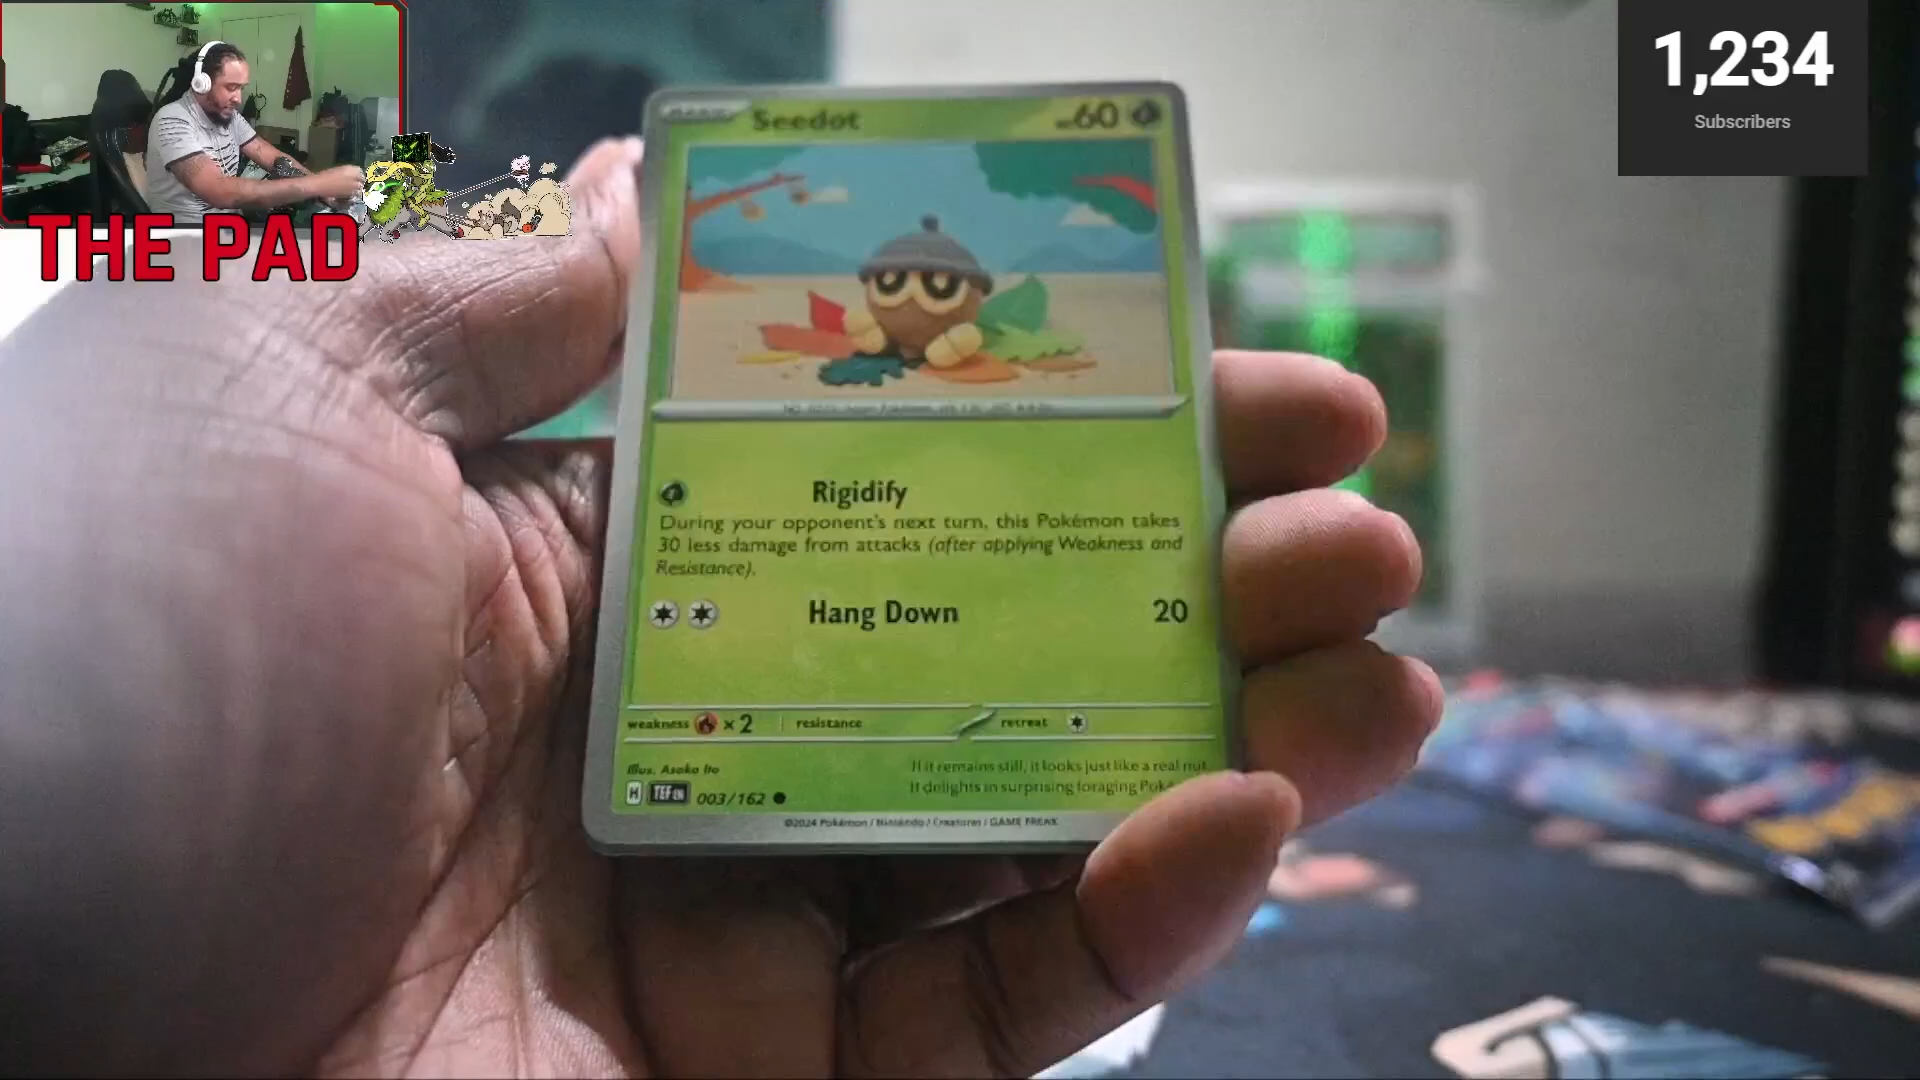 1,234
Subscribers
THE PAD
Seedot 60
Rigidify
During your opponent's next turn, this Pokémon takes
30 less damage from attacks (after applying Weakness and
Resistance).
Hang Down 20
weakness x2 resistance retreat
Illus. Asako Ito
If it remains still, it looks just like a real nut.
It delights in surprising foraging
H TEF EN 003/162
©2024 Pokémon / Nintendo / Creatures / GAME FREAK